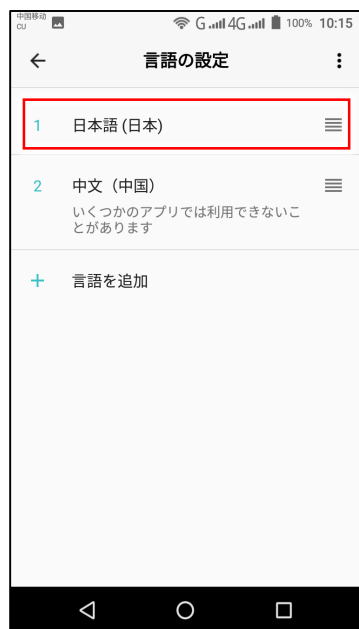 中国移动
CU
G 4G 100% 10:15
言語の設定
1 日本語 (日本)
2 中文（中国）
いくつかのアプリでは利用できないこ
とがあります
+ 言語を追加